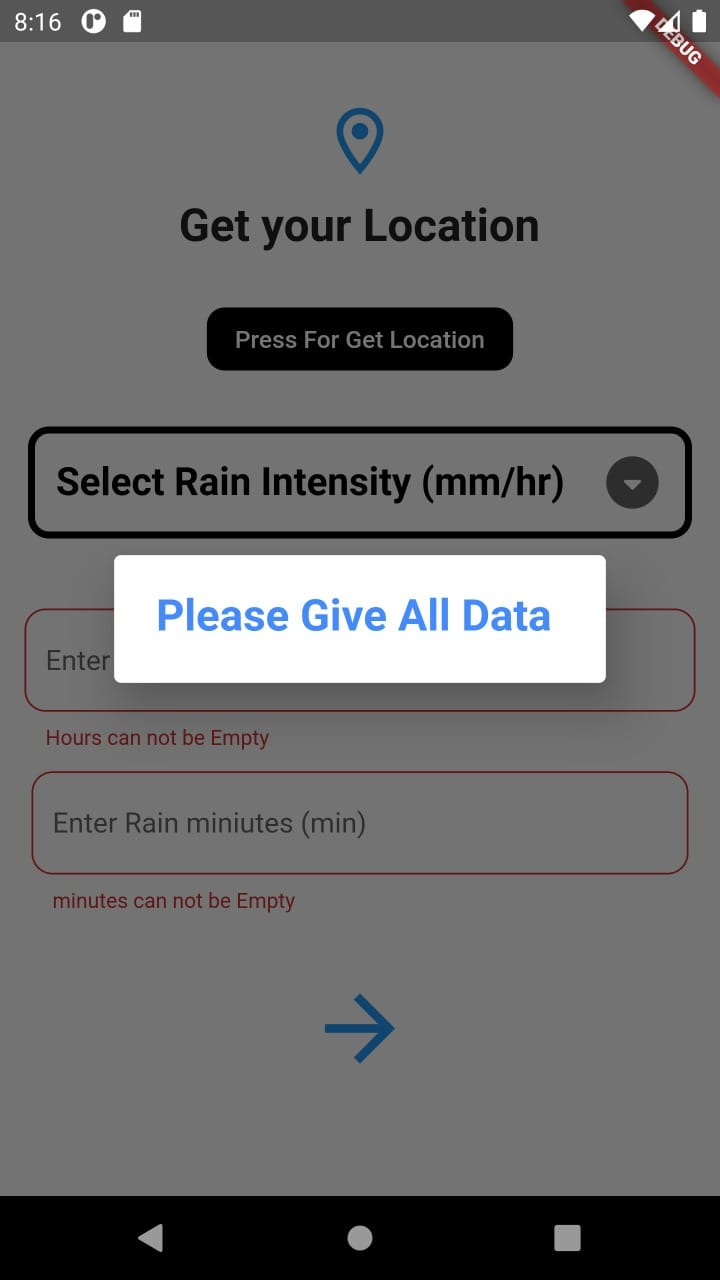 8:16
DEBUG
Get your Location
Press For Get Location
Select Rain Intensity (mm/hr)
Please Give All Data
Enter
Hours can not be Empty
Enter Rain miniutes (min)
minutes can not be Empty